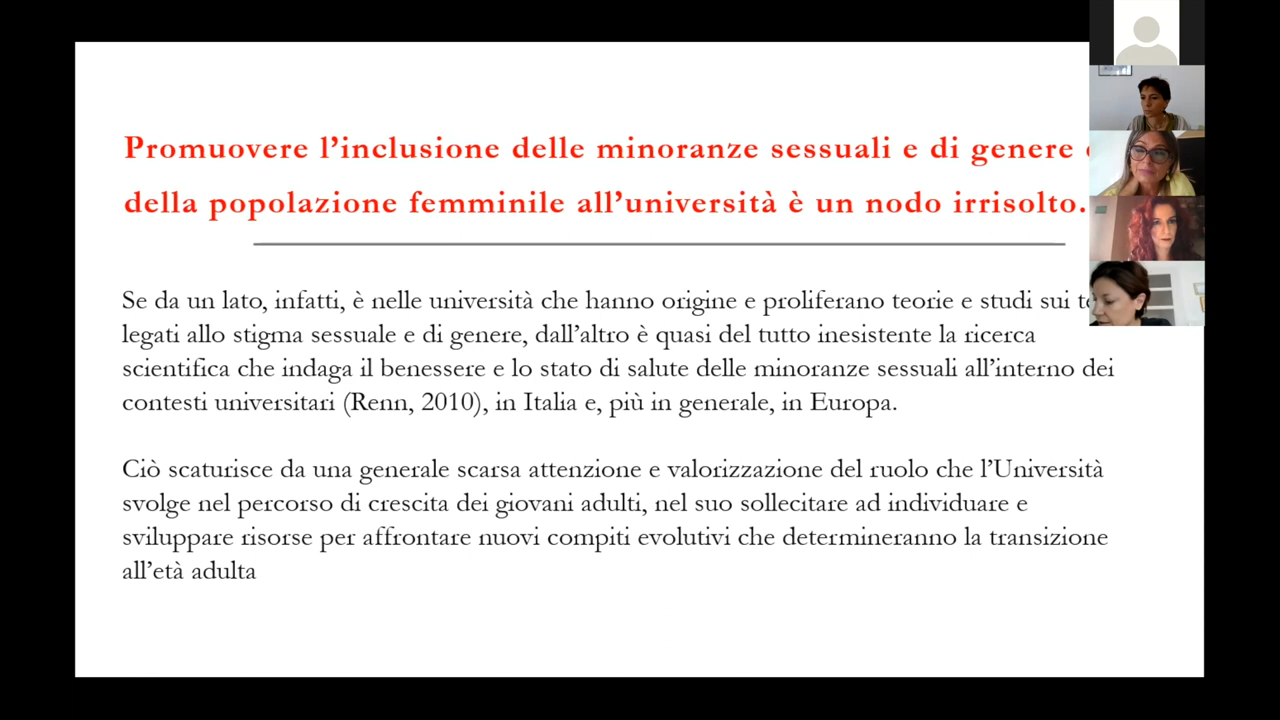 Promuovere l’inclusione delle minoranze sessuali e di genere
della popolazione femminile all’università è un nodo irrisolto.
Se da un lato, infatti, è nelle università che hanno origine e proliferano teorie e studi sui
legati allo stigma sessuale e di genere, dall’altro è quasi del tutto inesistente la ricerca
scientifica che indaga il benessere e lo stato di salute delle minoranze sessuali all’interno dei
contesti universitari (Renn, 2010), in Italia e, più in generale, in Europa.
Ciò scaturisce da una generale scarsa attenzione e valorizzazione del ruolo che l’Università
svolge nel percorso di crescita dei giovani adulti, nel suo sollecitare ad individuare e
sviluppare risorse per affrontare nuovi compiti evolutivi che determineranno la transizione
all’età adulta